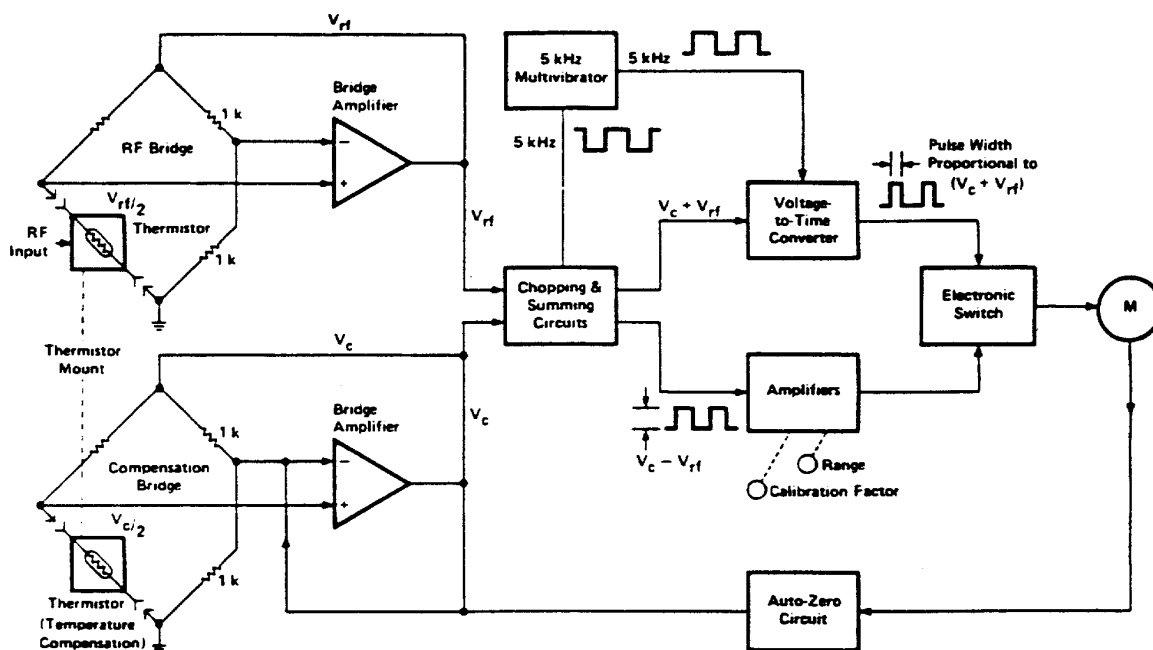 V_rf
5 kHz
Multivibrator
5 kHz
Bridge
Amplifier
1 k
RF Bridge
−
+
5 kHz
Pulse Width
Proportional to
(V_c + V_rf)
V_rf/2
Thermistor
RF
Input
1 k
V_rf
V_c + V_rf
Voltage-
to-Time
Converter
Chopping &
Summing
Circuits
Electronic
Switch
M
Thermistor
Mount
V_c
Bridge
Amplifier
V_c
Amplifiers
1 k
Compensation
Bridge
−
+
V_c − V_rf
Range
Calibration Factor
V_c/2
1 k
Thermistor
(Temperature
Compensation)
Auto-Zero
Circuit